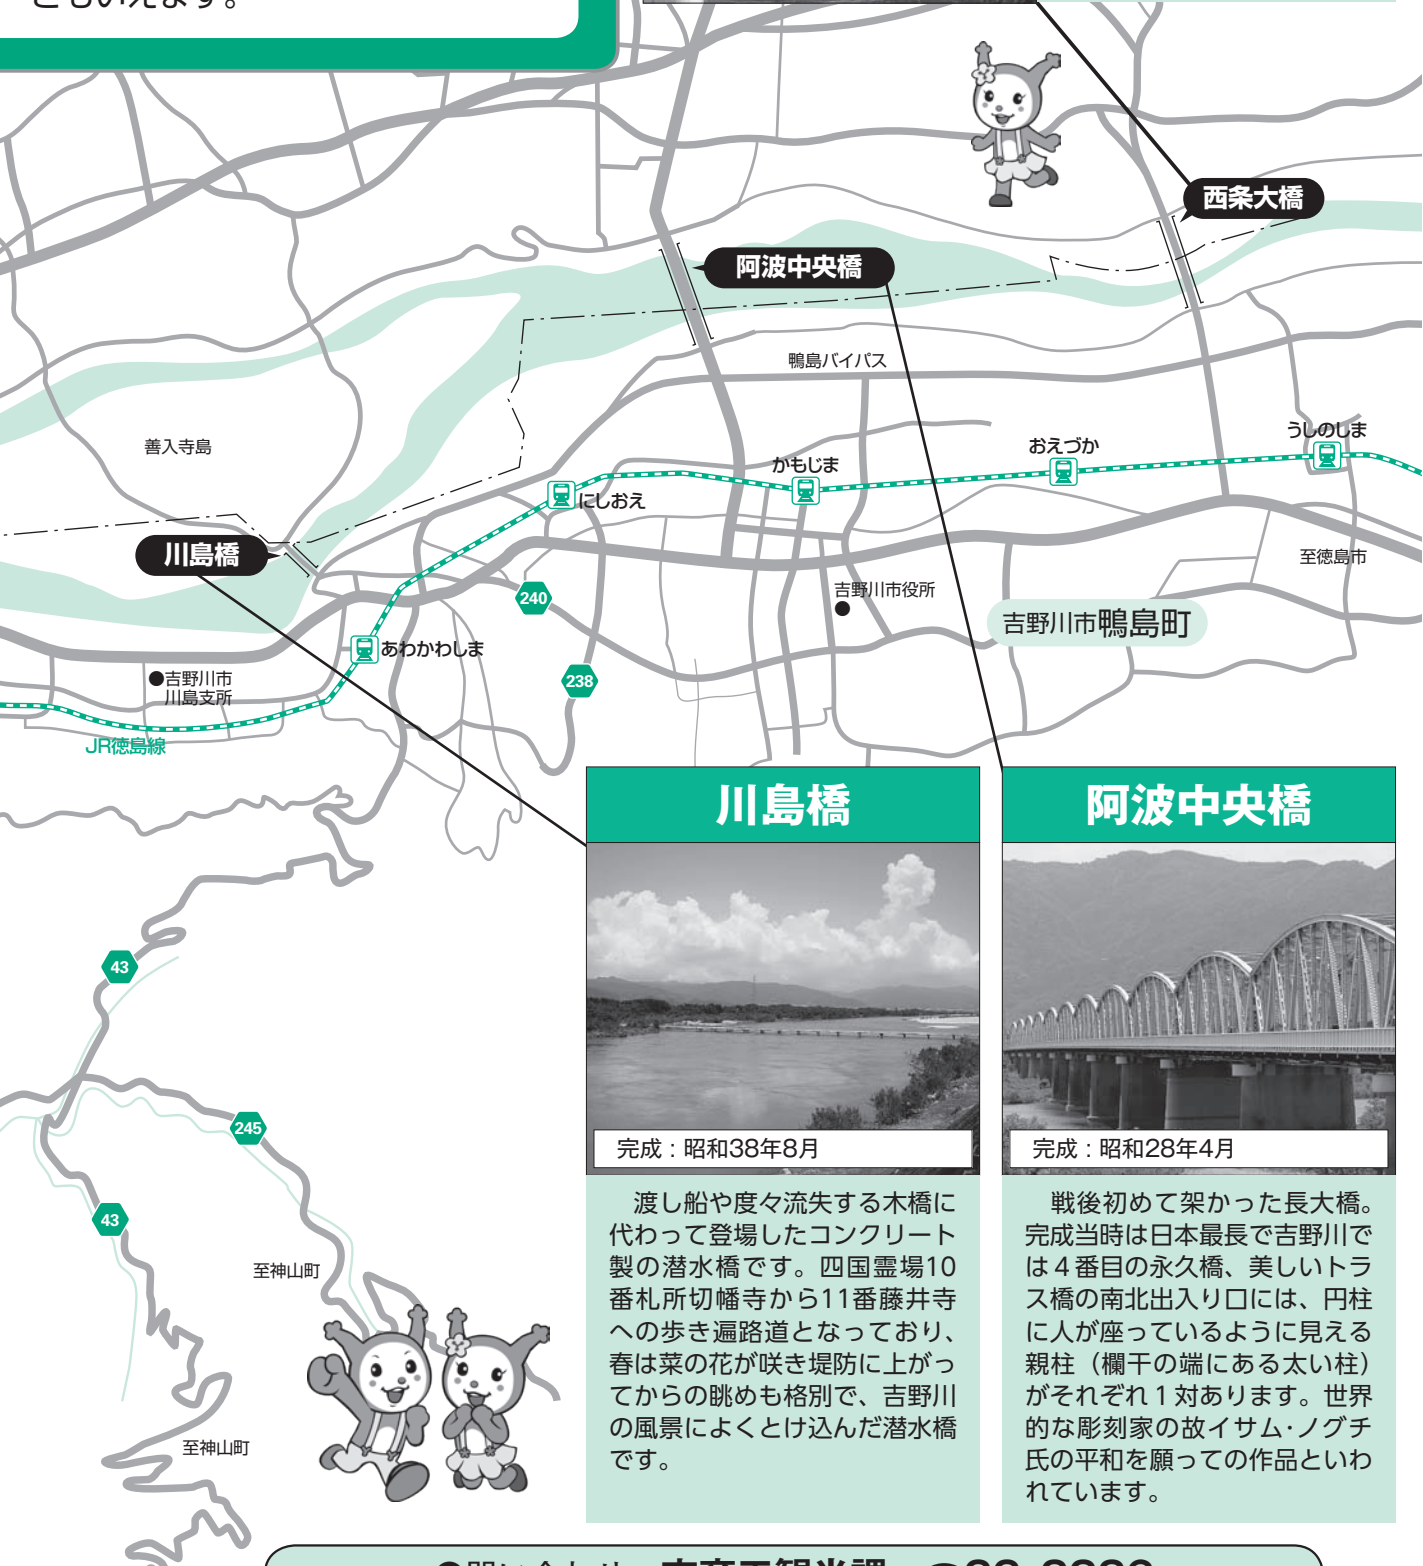 ともいえます。
西条大橋
阿波中央橋
鴨島バイパス
善入寺島
うしのしま
おえづか
かもじま
にしおえ
川島橋
至徳島市
240
吉野川市役所
吉野川市鴨島町
あわかわしま
238
吉野川市
川島支所
JR徳島線
川島橋
完成：昭和38年8月
渡し船や度々流失する木橋に
代わって登場したコンクリート
製の潜水橋です。四国霊場10
番札所切幡寺から11番藤井寺
への歩き遍路道となっており、
春は菜の花が咲き堤防に上がっ
てからの眺めも格別で、吉野川
の風景によくとけ込んだ潜水橋
です。
阿波中央橋
完成：昭和28年4月
戦後初めて架かった長大橋。
完成当時は日本最長で吉野川で
は４番目の永久橋、美しいトラ
ス橋の南北出入り口には、円柱
に人が座っているように見える
親柱（欄干の端にある太い柱）
がそれぞれ１対あります。世界
的な彫刻家の故イサム・ノグチ
氏の平和を願っての作品といわ
れています。
43
245
43
至神山町
至神山町